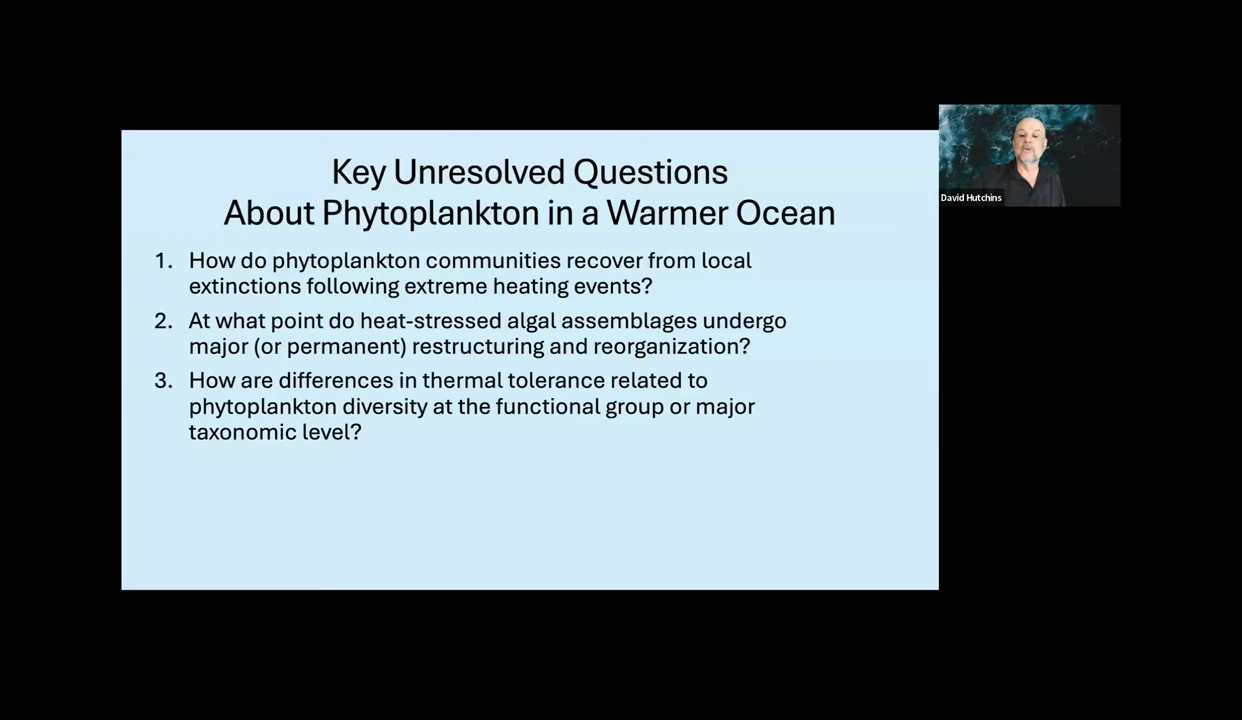 Key Unresolved Questions
About Phytoplankton in a Warmer Ocean
1. How do phytoplankton communities recover from local
extinctions following extreme heating events?
2. At what point do heat-stressed algal assemblages undergo
major (or permanent) restructuring and reorganization?
3. How are differences in thermal tolerance related to
phytoplankton diversity at the functional group or major
taxonomic level?
David Hutchins